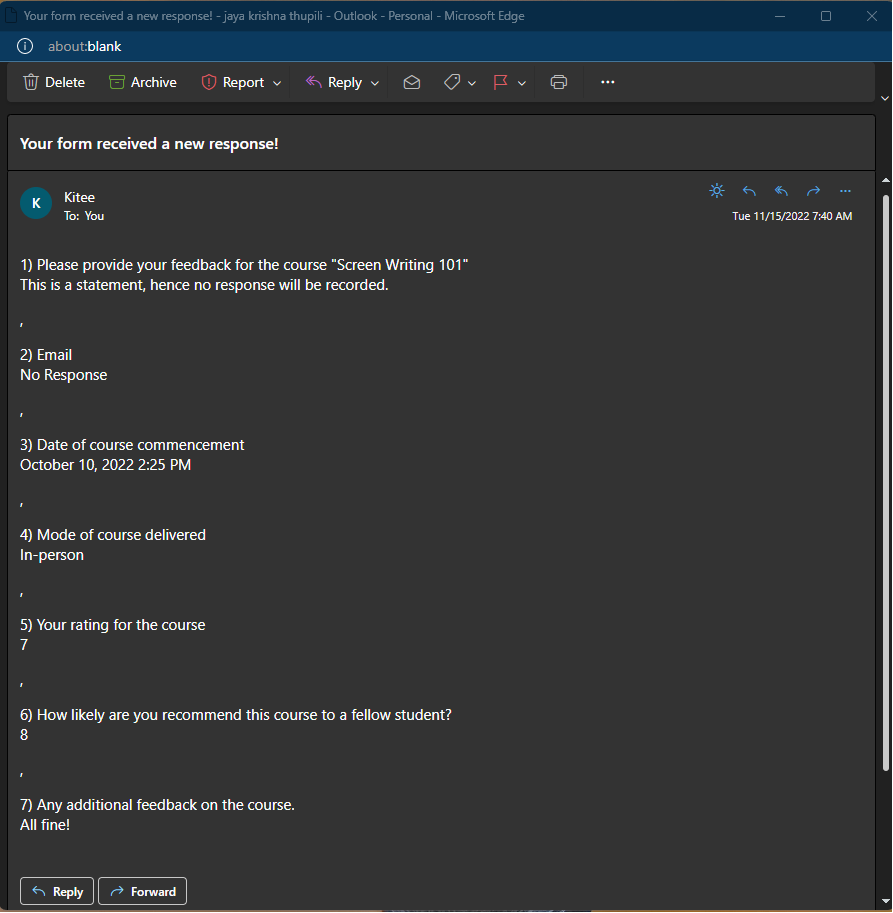 Your form received a new response! - jaya krishna thupili - Outlook - Personal - Microsoft Edge
about:blank
Delete Archive Report Reply
Your form received a new response!
K
Kitee
To: You
Tue 11/15/2022 7:40 AM
1) Please provide your feedback for the course "Screen Writing 101"
This is a statement, hence no response will be recorded.
,
2) Email
No Response
,
3) Date of course commencement
October 10, 2022 2:25 PM
,
4) Mode of course delivered
In-person
,
5) Your rating for the course
7
,
6) How likely are you recommend this course to a fellow student?
8
,
7) Any additional feedback on the course.
All fine!
Reply Forward